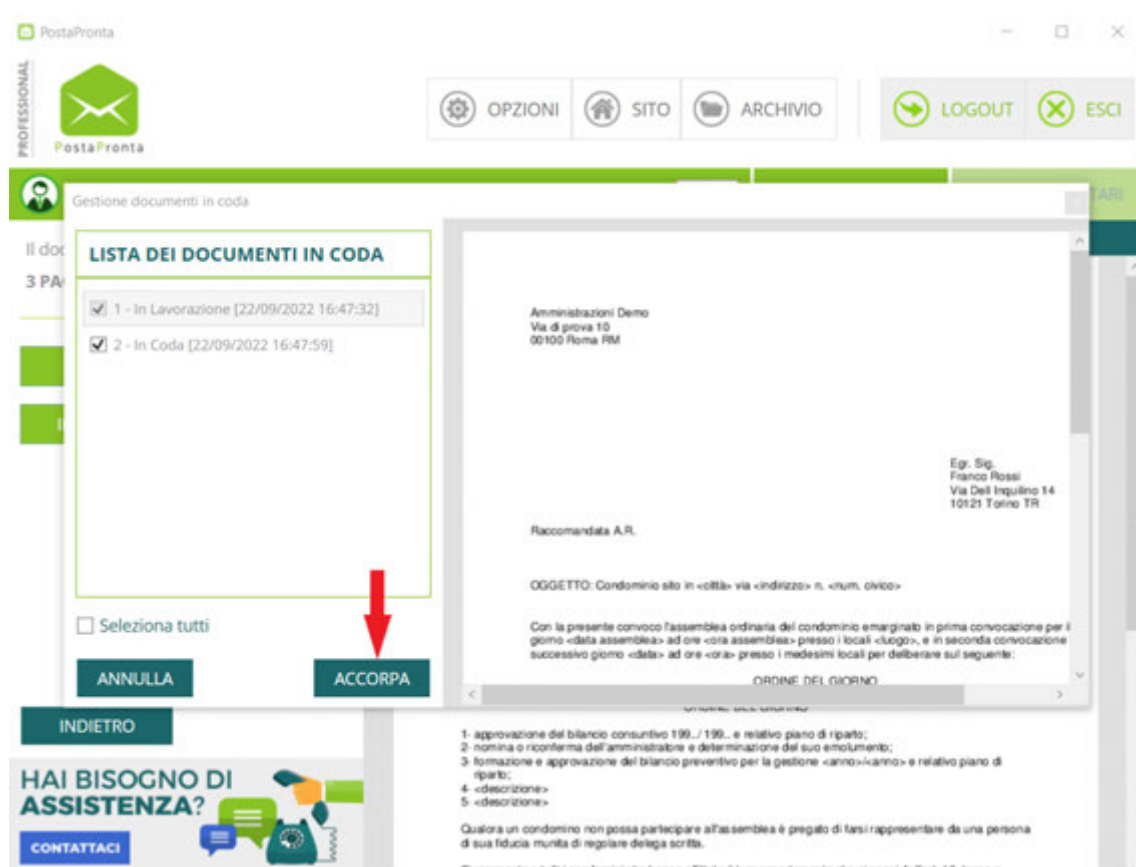 PostaPronta
PROFESSIONAL
PostaPronta
OPZIONI
SITO
ARCHIVIO
LOGOUT
ESCI
TARI
Gestione documenti in coda
Il doc
3 PA
LISTA DEI DOCUMENTI IN CODA
1 - In Lavorazione [22/09/2022 16:47:32]
2 - In Coda [22/09/2022 16:47:59]
Seleziona tutti
ANNULLA
ACCORPA
INDIETRO
HAI BISOGNO DI
ASSISTENZA?
CONTATTACI
Amministrazioni Demo
Via di prova 10
00100 Roma RM
Egr. Sig.
Franco Rossi
Via Dell Inquilino 14
10121 Torino TR
Raccomandata A.R.
OGGETTO: Condominio sito in <città> via <indirizzo> n. <num. civico>
Con la presente convoco l'assemblea ordinaria del condominio emarginato in prima convocazione per il
giorno <data assemblea> ad ore <ora assemblea> presso i locali <luogo>, e in seconda convocazione
successivo giorno <data> ad ore <ora> presso i medesimi locali per deliberare sul seguente:
ORDINE DEL GIORNO
ORDINE DEL GIORNO
1- approvazione del bilancio consuntivo 199../ 199.. e relativo piano di riparto;
2- nomina o riconferma dell'amministratore e determinazione del suo emolumento;
3- formazione e approvazione del bilancio preventivo per la gestione <anno>/<anno> e relativo piano di
riparto;
4- <descrizione>
5- <descrizione>
Qualora un condomino non possa partecipare all'assemblea è pregato di farsi rappresentare da una persona
di sua fiducia munita di regolare delega scritta.